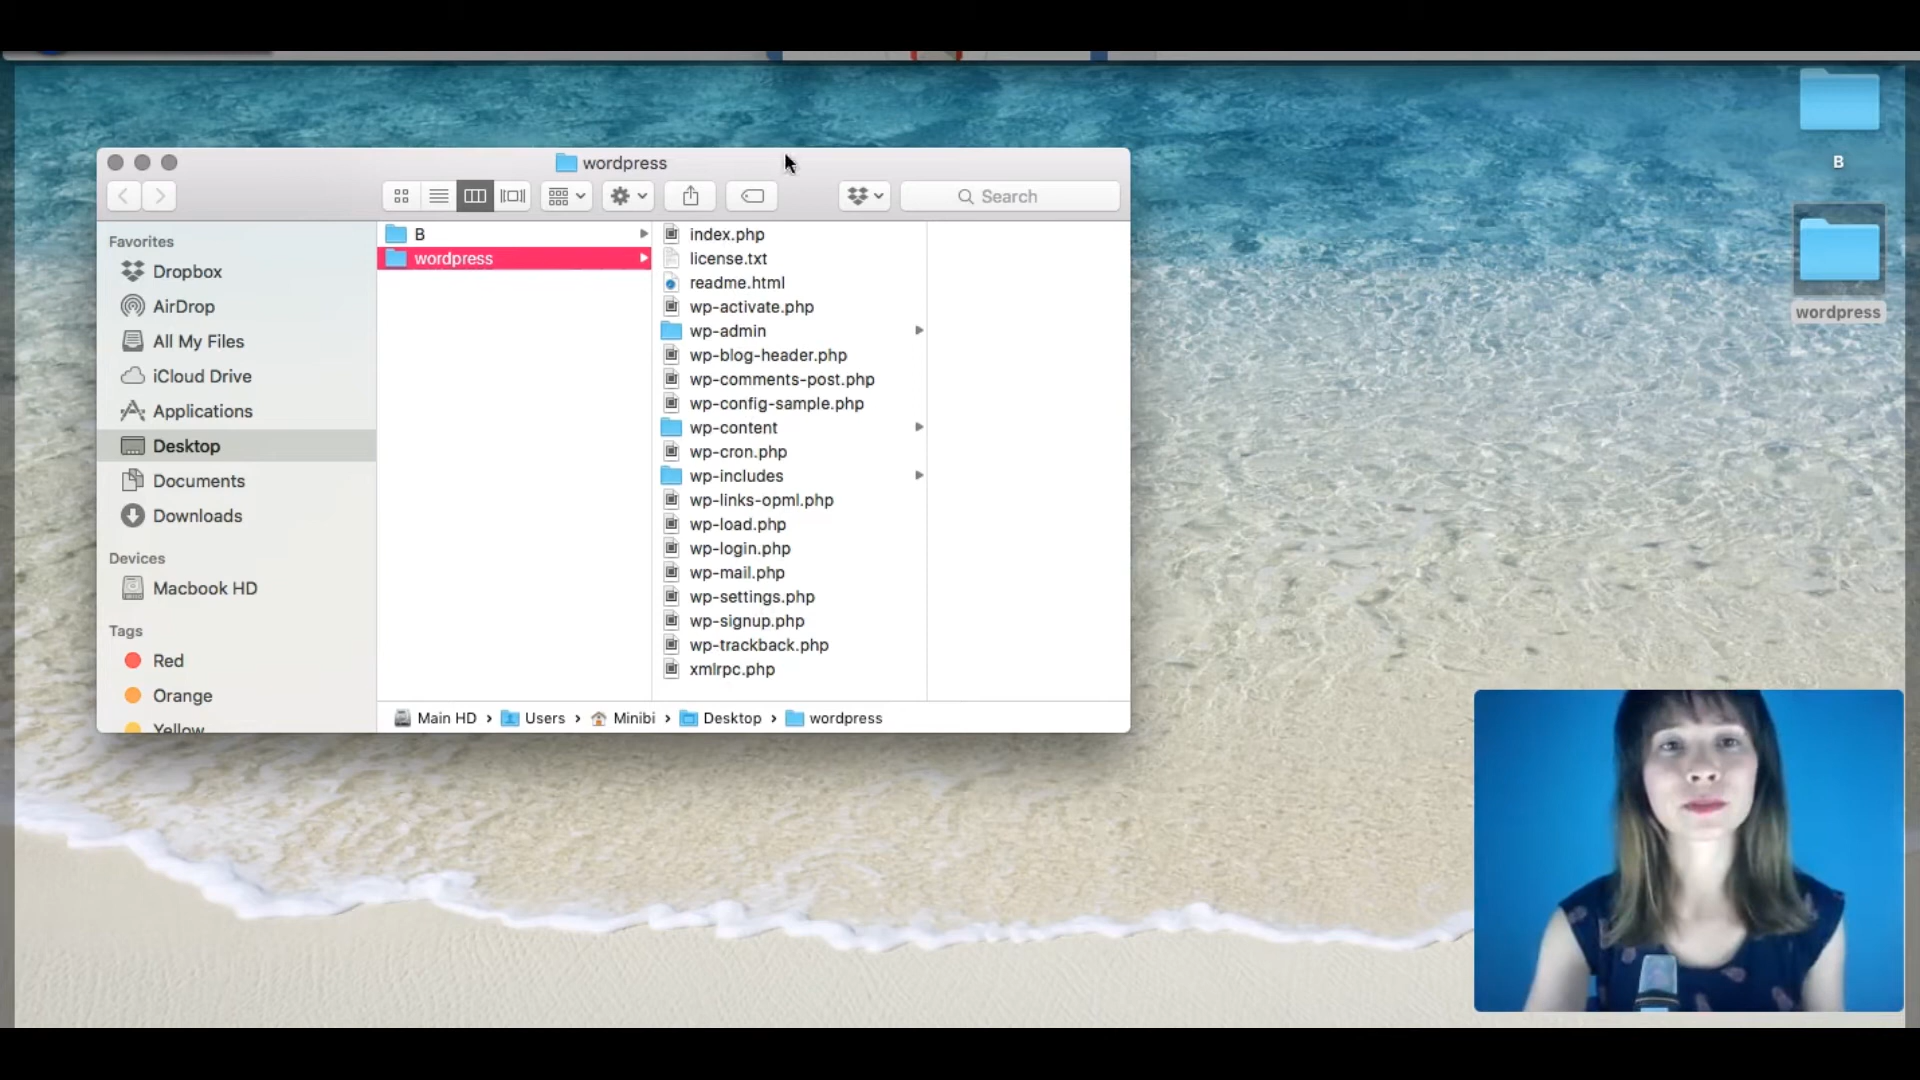 wordpress
Search
Favorites
Dropbox
AirDrop
All My Files
iCloud Drive
Applications
Desktop
Documents
Downloads
Devices
Macbook HD
Tags
Red
Orange
Yellow
B
wordpress
index.php
license.txt
readme.html
wp-activate.php
wp-admin
wp-blog-header.php
wp-comments-post.php
wp-config-sample.php
wp-content
wp-cron.php
wp-includes
wp-links-opml.php
wp-load.php
wp-login.php
wp-mail.php
wp-settings.php
wp-signup.php
wp-trackback.php
xmlrpc.php
Main HD › Users › Minibi › Desktop › wordpress
B
wordpress